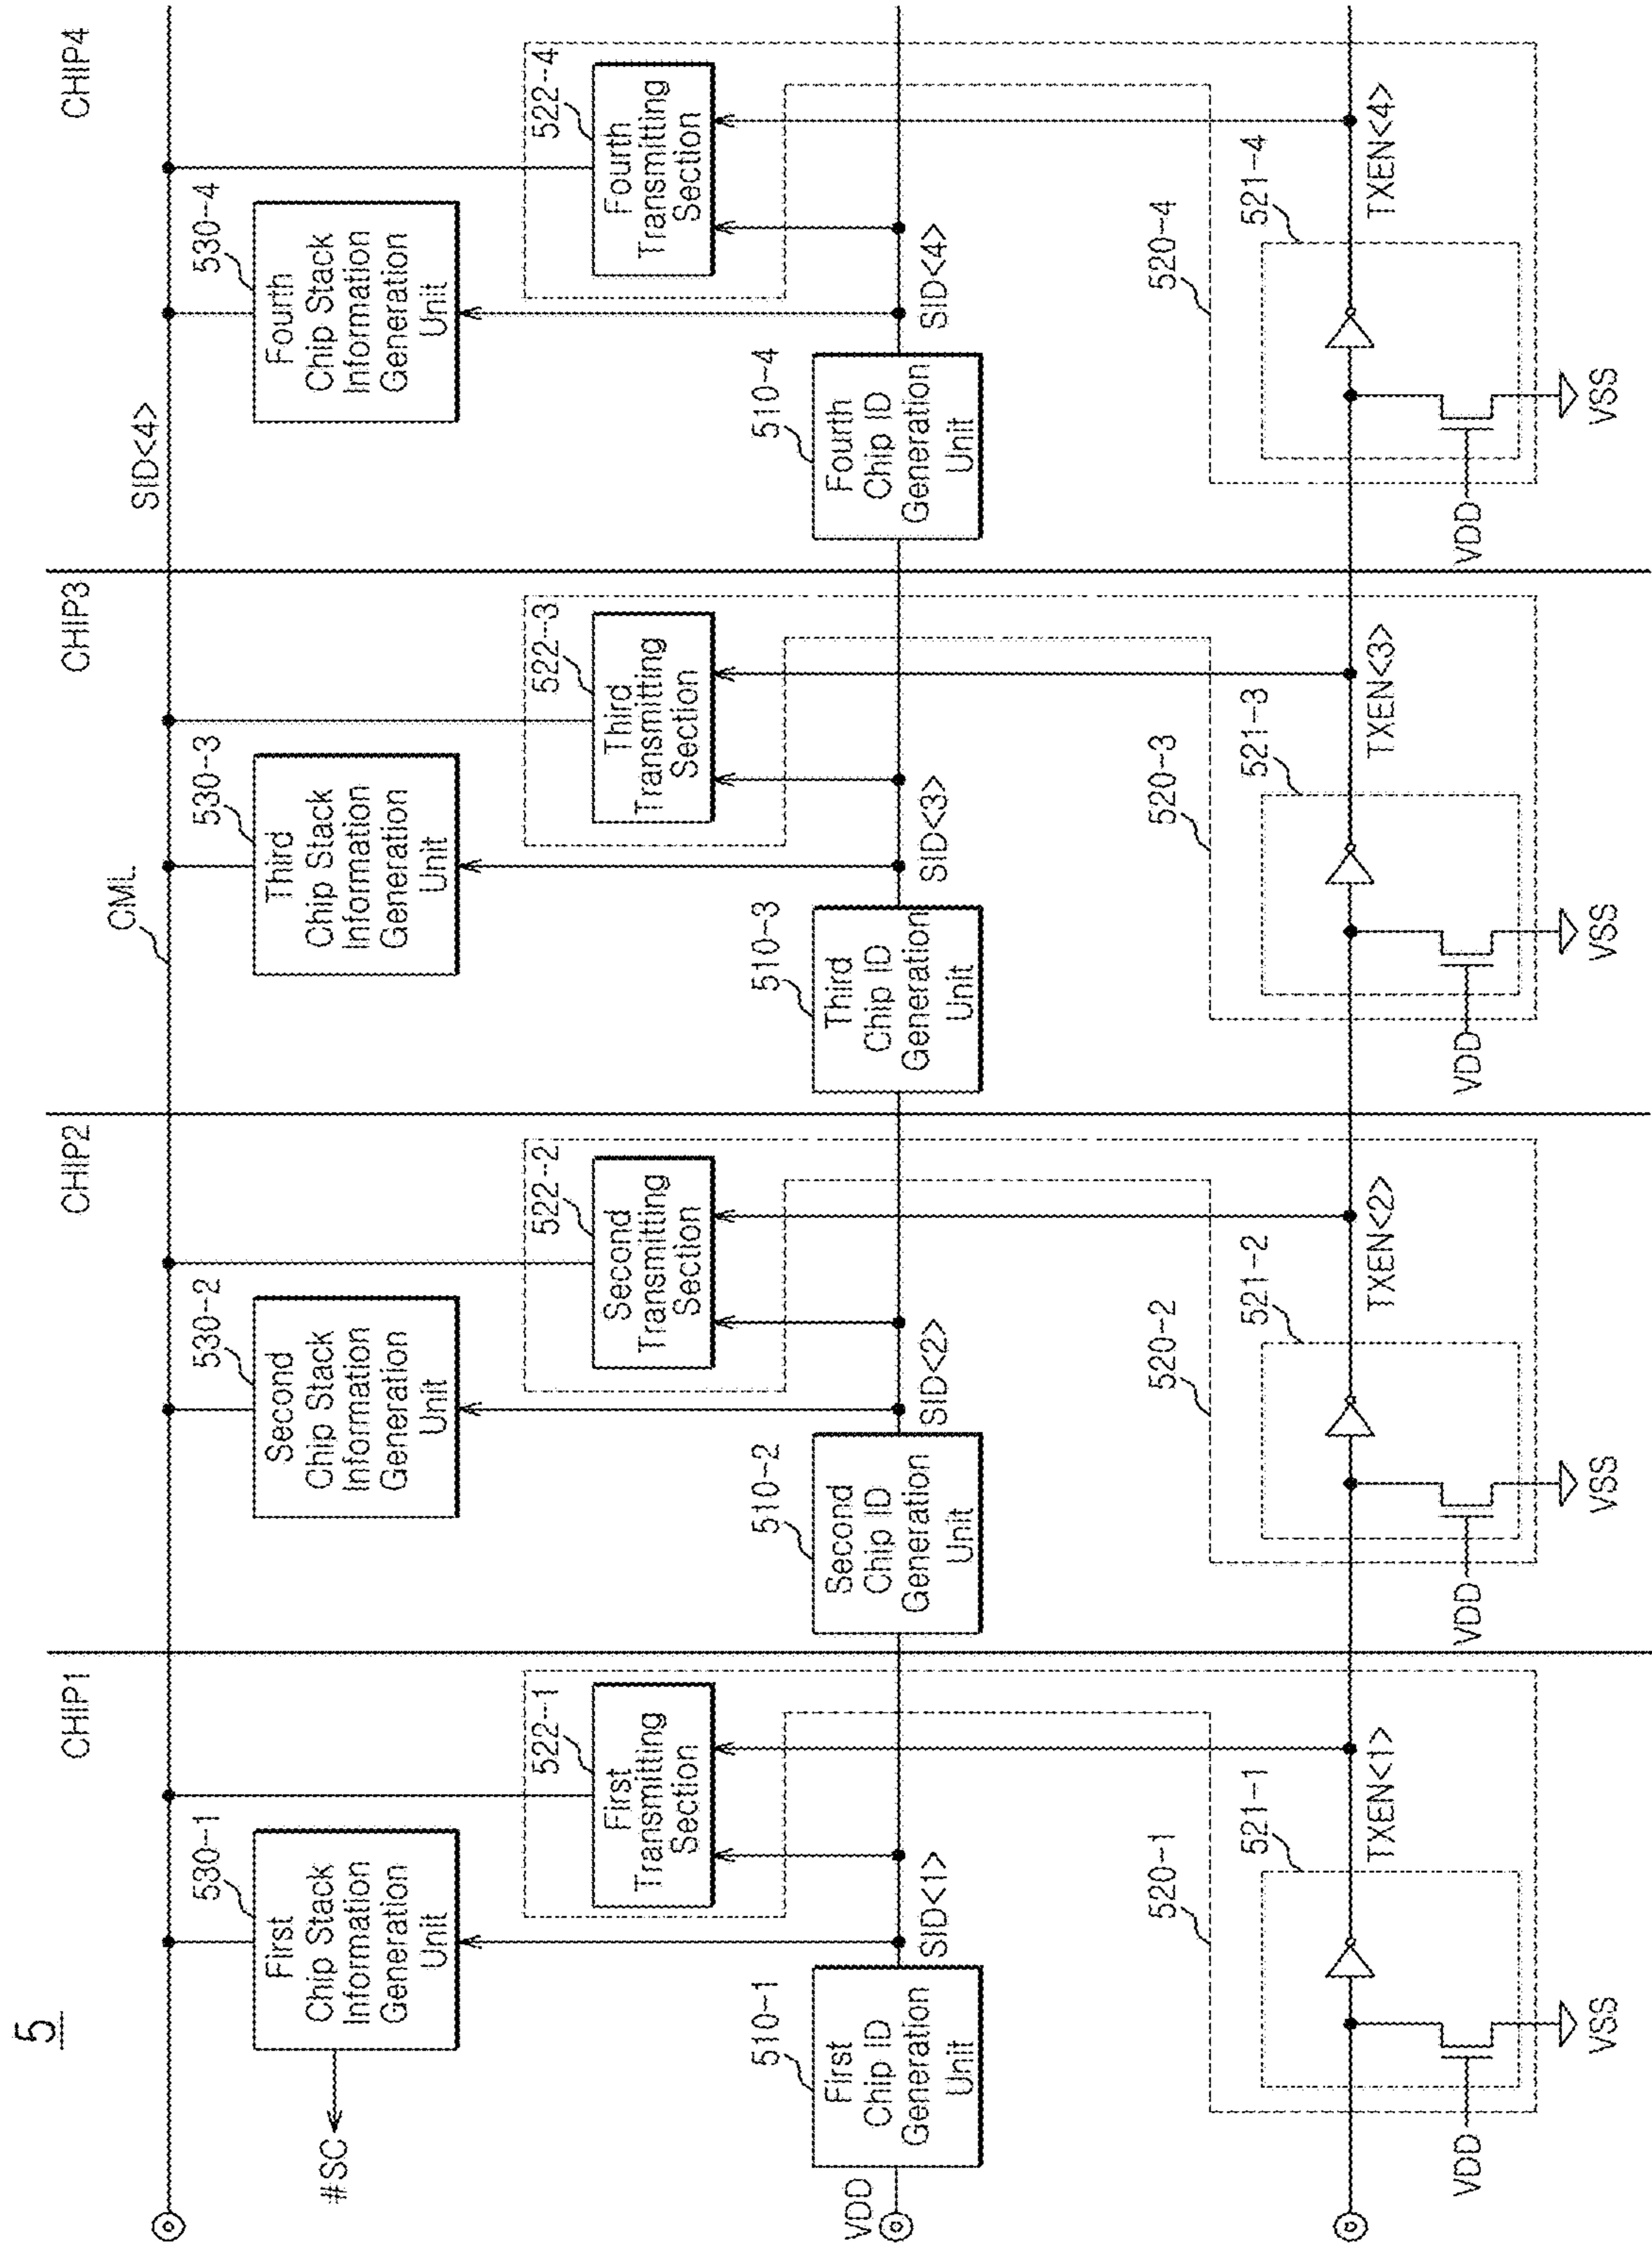 5
CHIP1
CHIP2
CHIP3
CHIP4
CML
SID<4>
530-1
First
Chip Stack
Information
Generation
Unit
#SC
530-2
Second
Chip Stack
Information
Generation
Unit
530-3
Third
Chip Stack
Information
Generation
Unit
530-4
Fourth
Chip Stack
Information
Generation
Unit
522-1
First
Transmitting
Section
522-2
Second
Transmitting
Section
522-3
Third
Transmitting
Section
522-4
Fourth
Transmitting
Section
VDD
510-1
First
Chip ID
Generation
Unit
SID<1>
510-2
Second
Chip ID
Generation
Unit
SID<2>
510-3
Third
Chip ID
Generation
Unit
SID<3>
510-4
Fourth
Chip ID
Generation
Unit
SID<4>
520-1
521-1
TXEN<1>
VDD
VSS
520-2
521-2
TXEN<2>
VDD
VSS
520-3
521-3
TXEN<3>
VDD
VSS
520-4
521-4
TXEN<4>
VDD
VSS